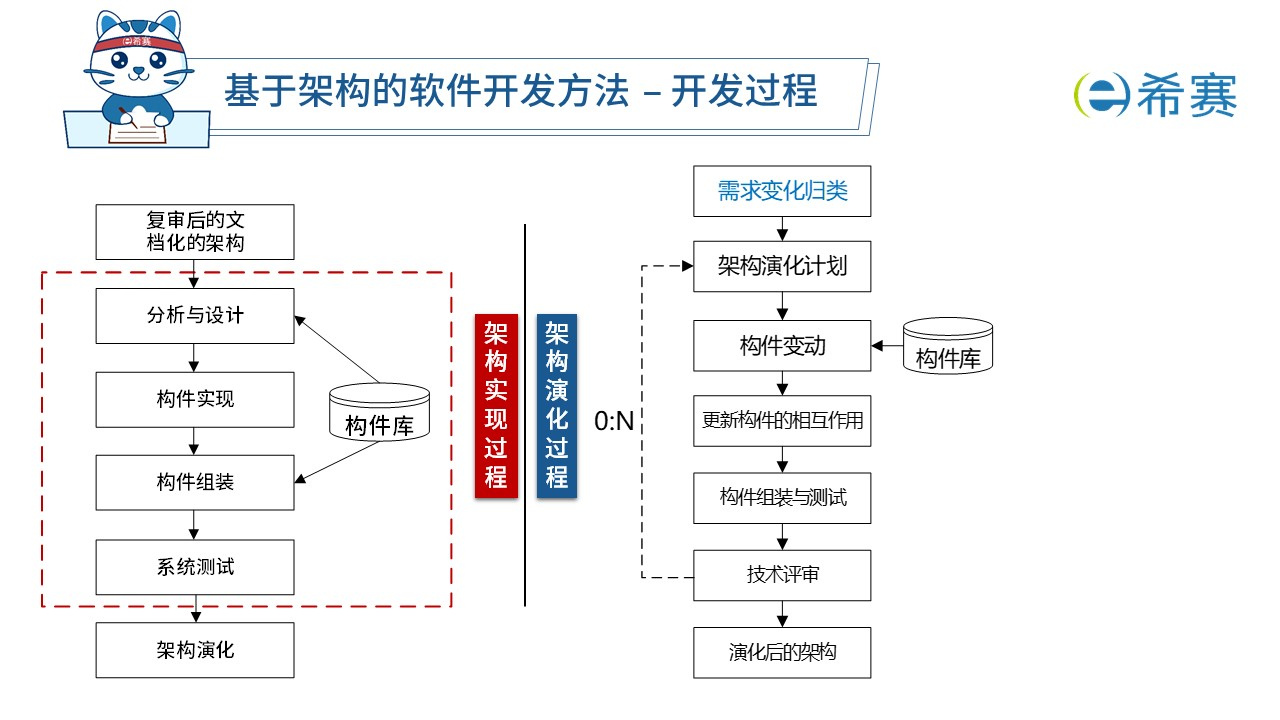 e希赛
基于架构的软件开发方法 – 开发过程
e希赛
复审后的文
档化的架构
分析与设计
构件实现
构件组装
系统测试
架构演化
构件库
架构实现过程
架构演化过程
0:N
需求变化归类
架构演化计划
构件变动
构件库
更新构件的相互作用
构件组装与测试
技术评审
演化后的架构